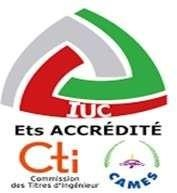 IUC
Ets ACCRÉDITÉ
Cti
Commission
des Titres d'Ingénieur
CAMES